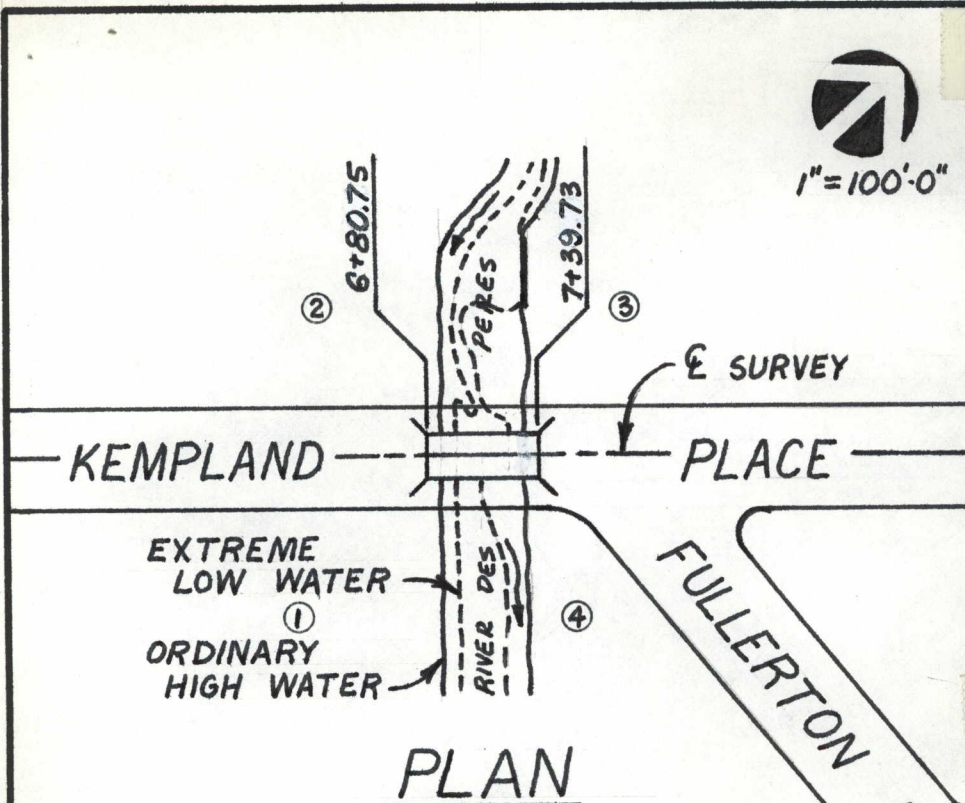 1"=100'-0"
6+80.75
7+39.73
②
PERES
③
℄ SURVEY
KEMPLAND
PLACE
EXTREME
LOW WATER
①
ORDINARY
HIGH WATER
RIVER DES
④
FULLERTON
PLAN